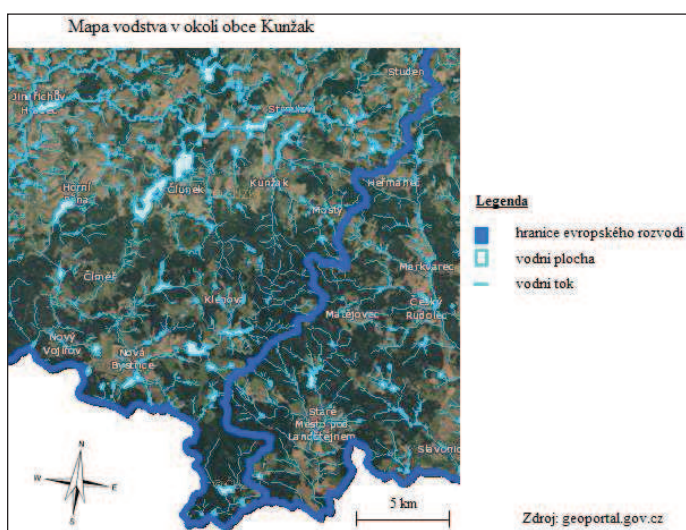 Mapa vodstva v okolí obce Kunžak
Studen
Jindřichův
Hradec
Strmilov
Horní
Pěna
Člunek
Kunžak
Heřmaneč
Mosty
Legenda
hranice evropského rozvodí
vodní plocha
vodní tok
Markvarec
Číměř
Klenová
Český
Rudolec
Matějovec
Nový
Vojířov
Nová
Bystřice
Staré
Město pod
Landštejnem
Slavonice
N
W
E
S
5 km
Zdroj: geoportal.gov.cz